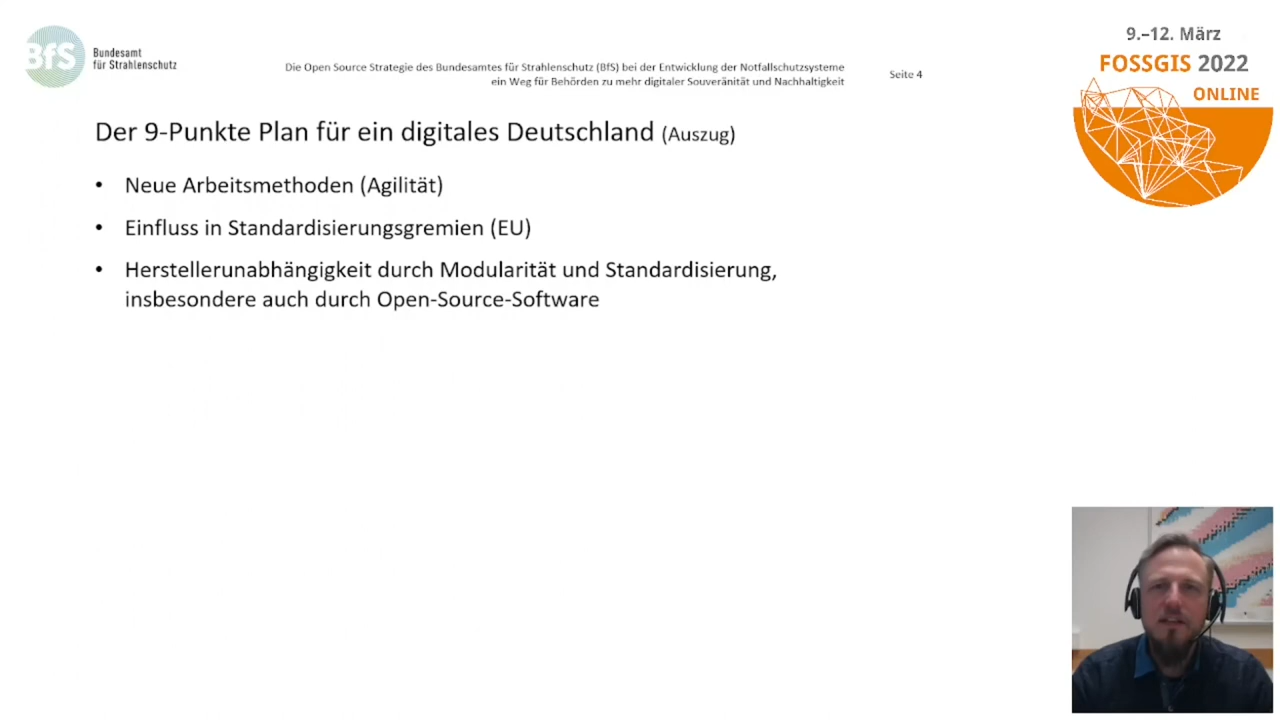 BfS
Bundesamt
für Strahlenschutz
Die Open Source Strategie des Bundesamtes für Strahlenschutz (BfS) bei der Entwicklung der Notfallschutzsysteme
ein Weg für Behörden zu mehr digitaler Souveränität und Nachhaltigkeit
Seite 4
9.–12. März
FOSSGIS 2022
ONLINE
Der 9-Punkte Plan für ein digitales Deutschland (Auszug)
• Neue Arbeitsmethoden (Agilität)
• Einfluss in Standardisierungsgremien (EU)
• Herstellerunabhängigkeit durch Modularität und Standardisierung,
insbesondere auch durch Open-Source-Software